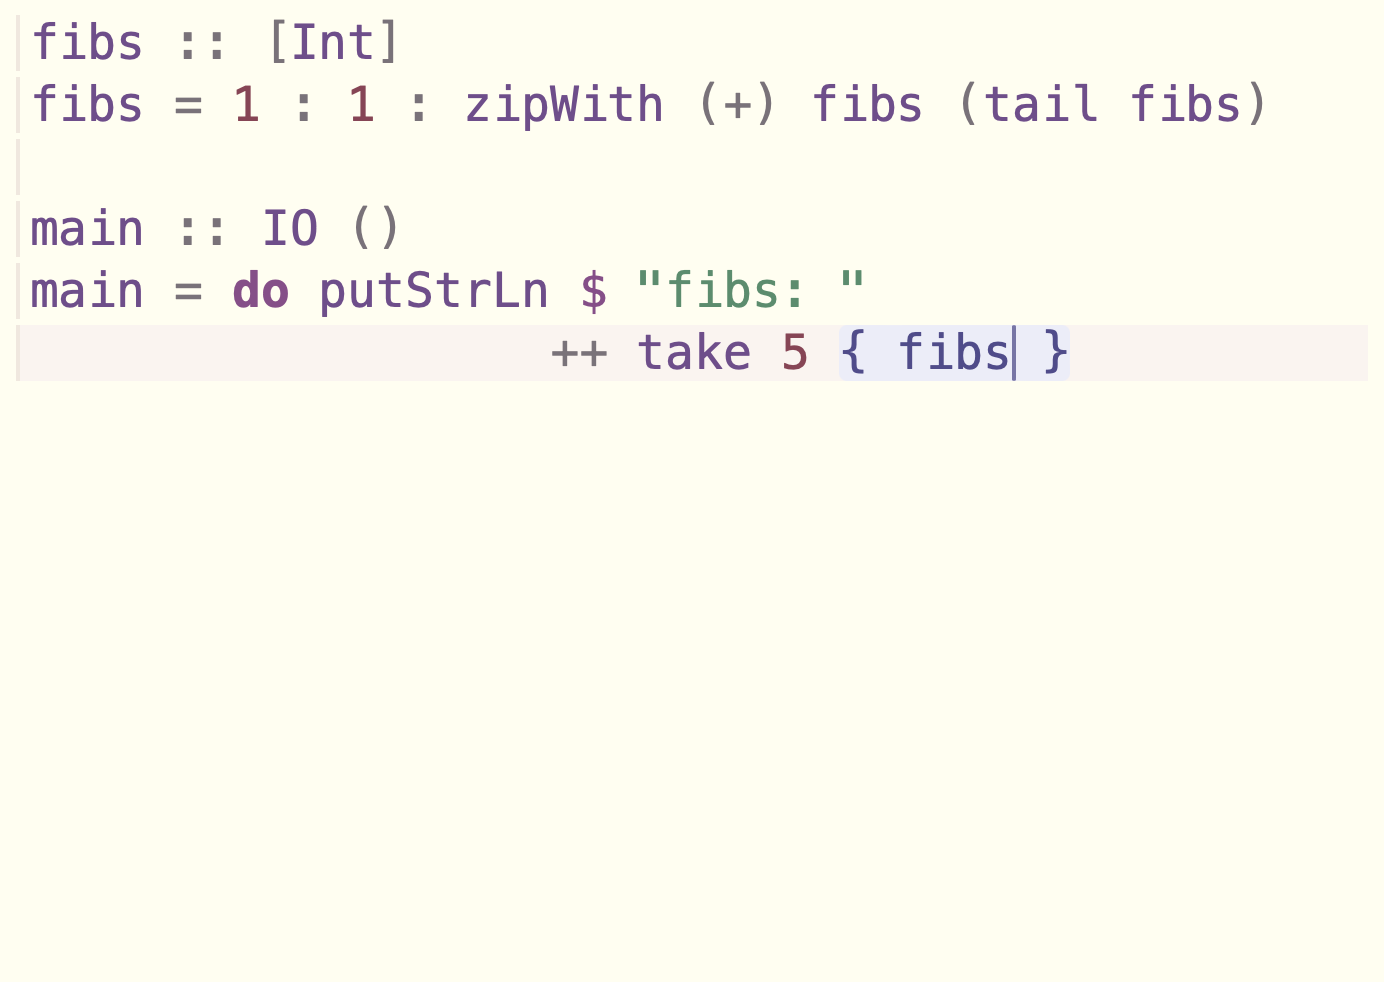 fibs :: [Int]
fibs = 1 : 1 : zipWith (+) fibs (tail fibs)

main :: IO ()
main = do putStrLn $ "fibs: "
                  ++ take 5 { fibs }